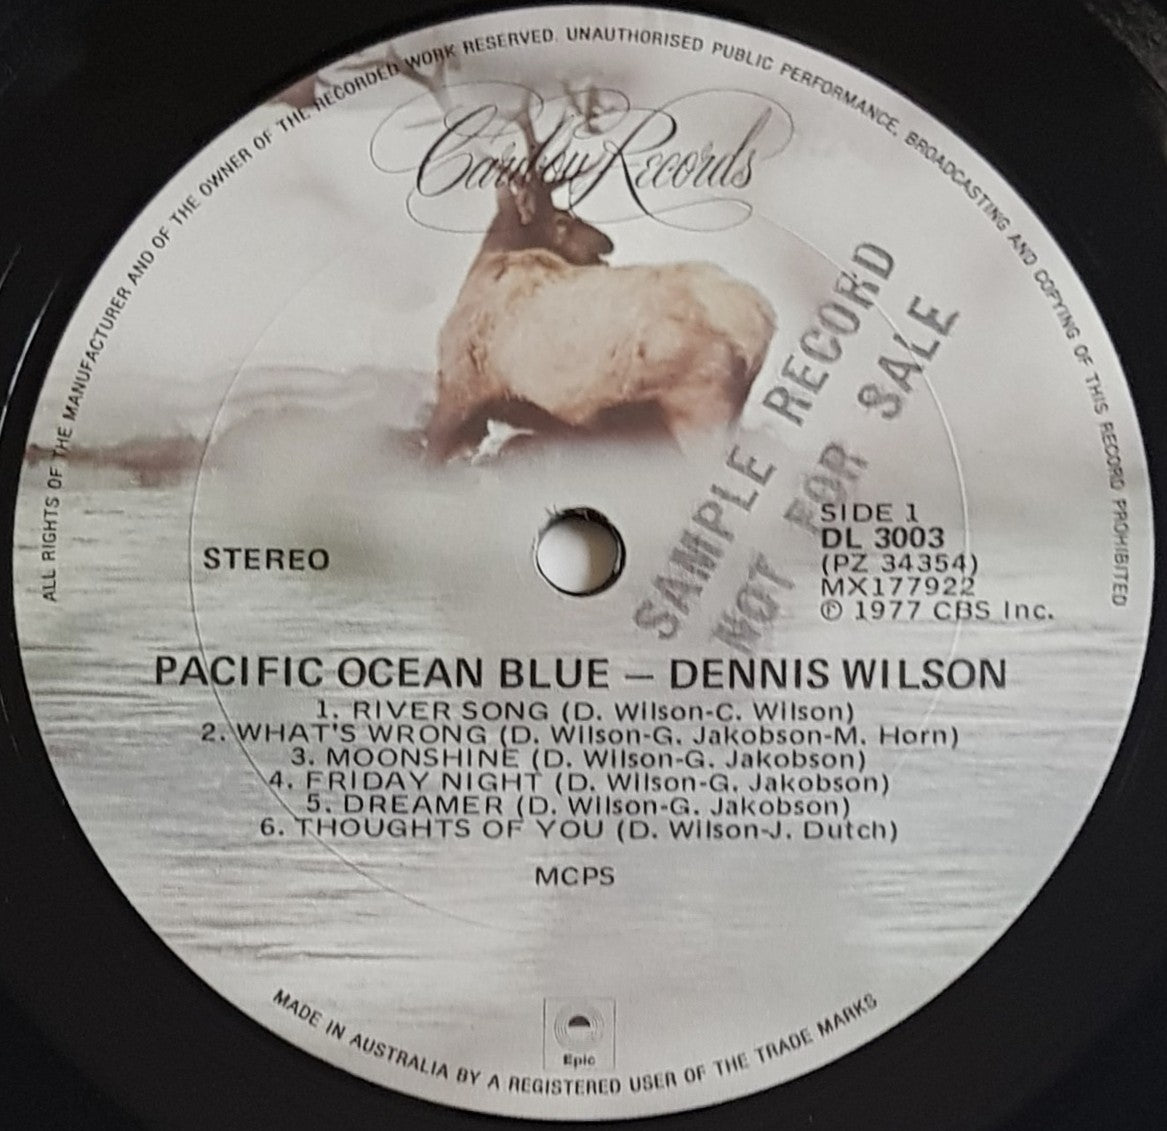 ALL RIGHTS OF THE MANUFACTURER AND OF THE OWNER OF THE RECORDED WORK RESERVED. UNAUTHORISED PUBLIC PERFORMANCE, BROADCASTING AND COPYING OF THIS RECORD PROHIBITED
Caribou Records
SAMPLE RECORD
NOT FOR SALE
STEREO
SIDE 1
DL 3003
(PZ 34354)
MX177922
℗ 1977 CBS Inc.
PACIFIC OCEAN BLUE — DENNIS WILSON
1. RIVER SONG (D. Wilson-C. Wilson)
2. WHAT'S WRONG (D. Wilson-G. Jakobson-M. Horn)
3. MOONSHINE (D. Wilson-G. Jakobson)
4. FRIDAY NIGHT (D. Wilson-G. Jakobson)
5. DREAMER (D. Wilson-G. Jakobson)
6. THOUGHTS OF YOU (D. Wilson-J. Dutch)
MCPS
Epic
MADE IN AUSTRALIA BY A REGISTERED USER OF THE TRADE MARKS